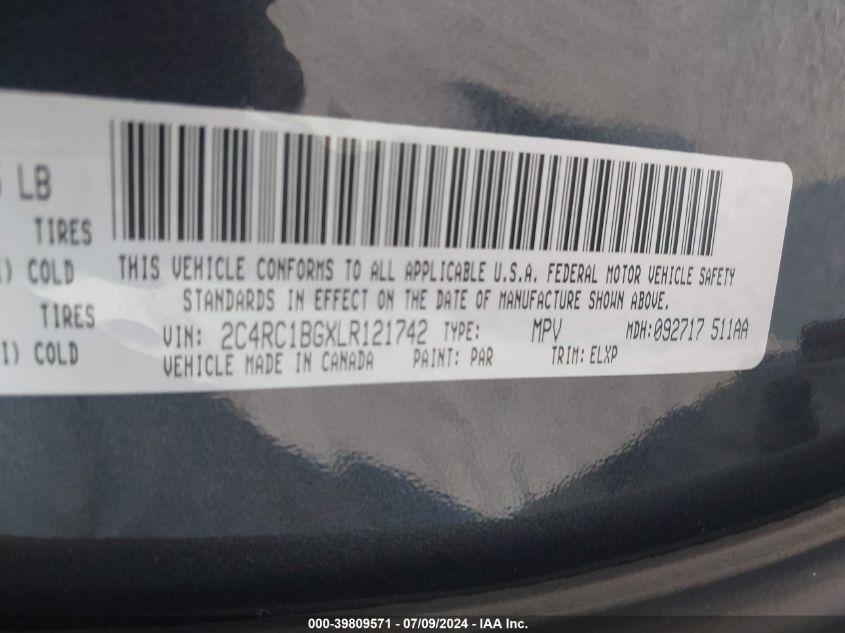 LB
TIRES
COLD
TIRES
COLD
THIS VEHICLE CONFORMS TO ALL APPLICABLE U.S.A. FEDERAL MOTOR VEHICLE SAFETY
STANDARDS IN EFFECT ON THE DATE OF MANUFACTURE SHOWN ABOVE.
VIN: 2C4RC1BGXLR121742 TYPE: MPV MDH:092717 511AA
VEHICLE MADE IN CANADA PAINT: PAR TRIM: ELXP
000-39809571 / 07/09/2024 - IAA Inc.